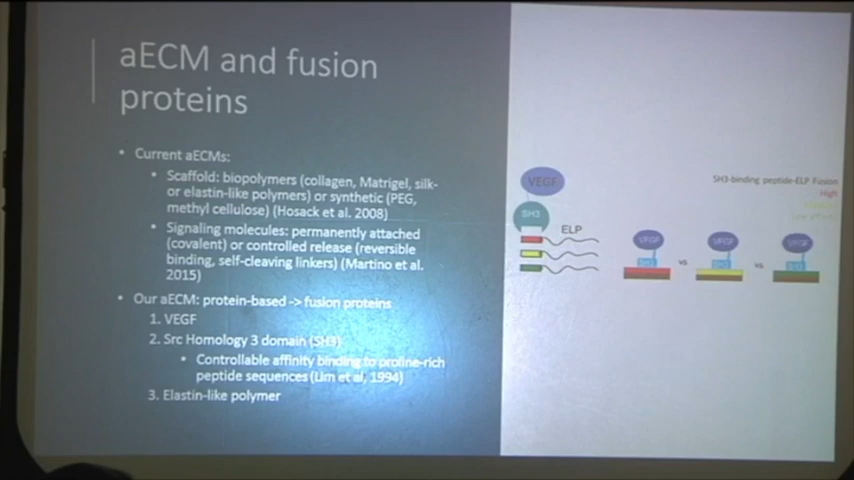 aECM and fusion
proteins
• Current aECMs:
• Scaffold: biopolymers (collagen, Matrigel, silk-
or elastin-like polymers) or synthetic (PEG,
methyl cellulose) (Hosack et al. 2008)
• Signaling molecules: permanently attached
(covalent) or controlled release (reversible
binding, self-cleaving linkers) (Martino et al.
2015)
• Our aECM: protein-based -> fusion proteins
1. VEGF
2. Src Homology 3 domain (SH3)
• Controllable affinity binding to proline-rich
peptide sequences (Lim et al, 1994)
3. Elastin-like polymer
VEGF
SH3
ELP
SH3-binding peptide-ELP Fusion
High
VEGF
SH3
vs
VEGF
SH3
vs
VEGF
SH3